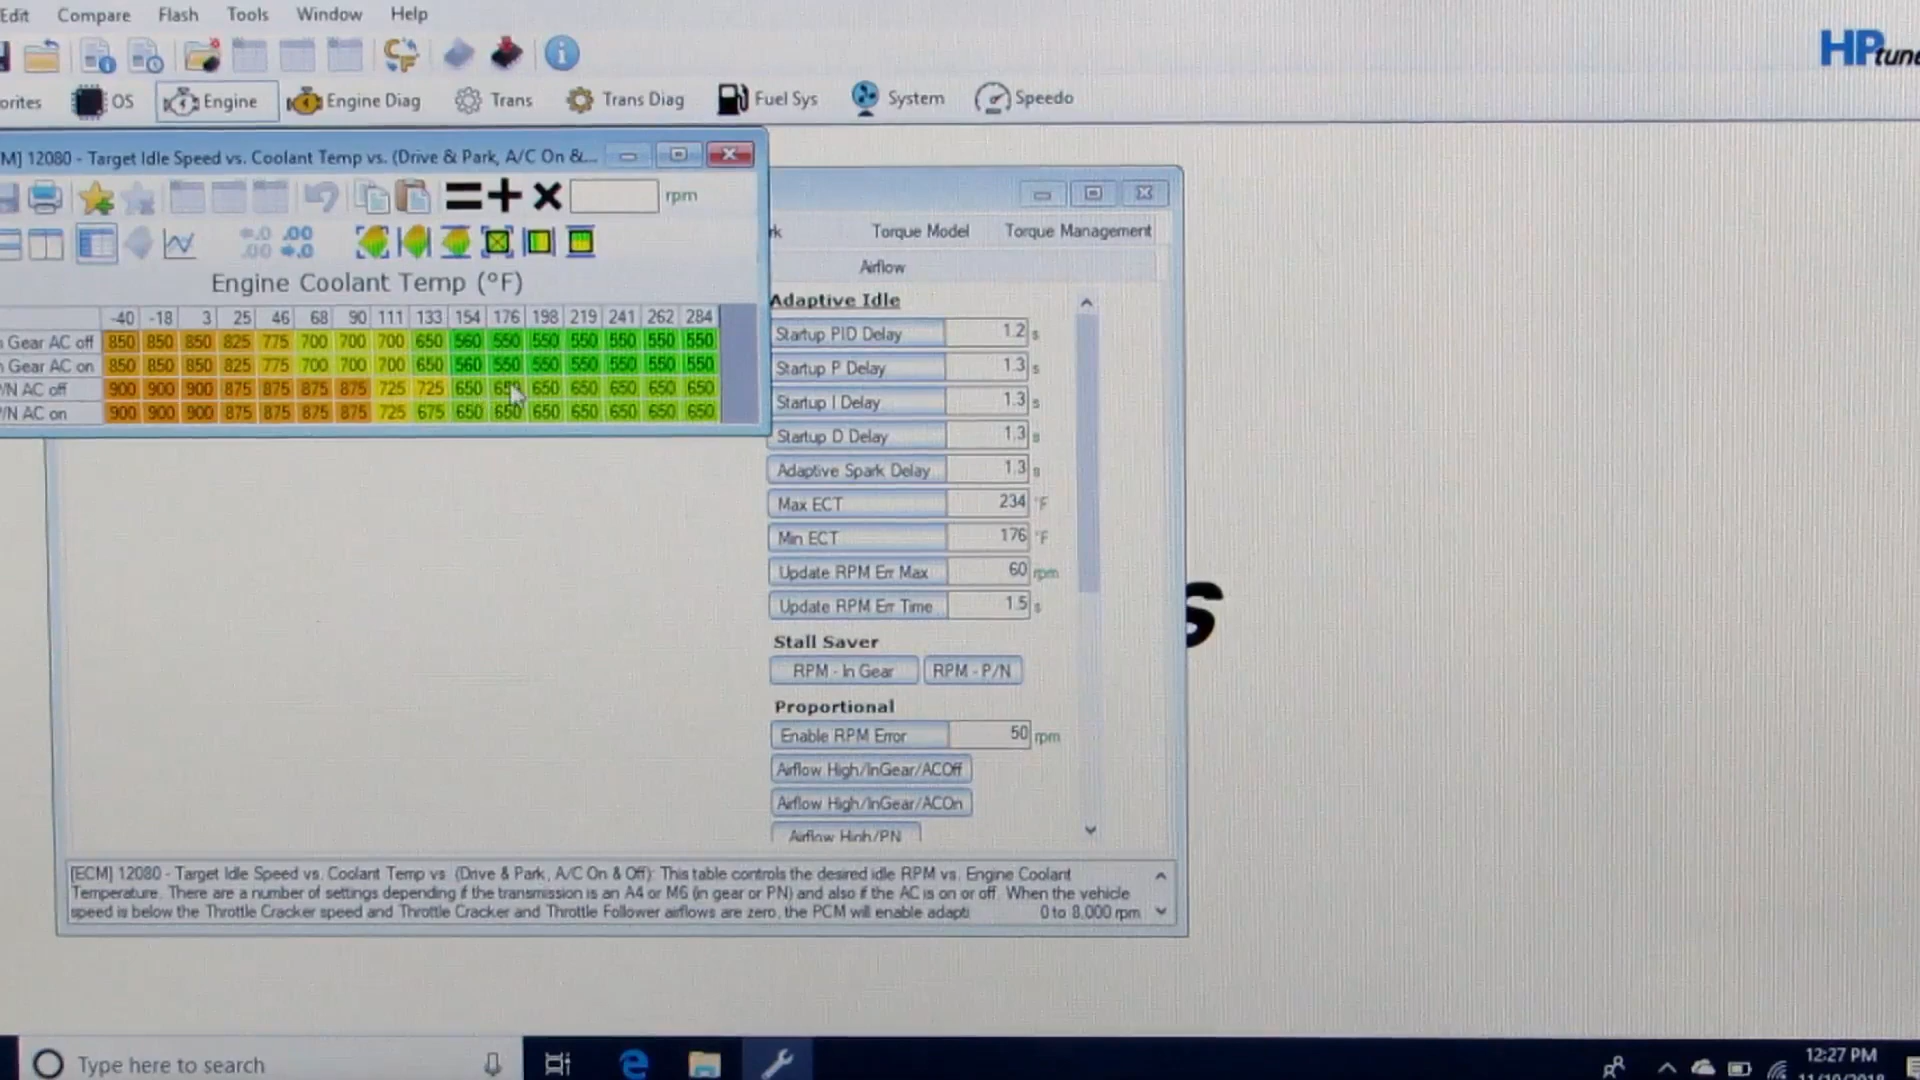 Edit Compare Flash Tools Window Help
HP
OS Engine Engine Diag Trans Trans Diag Fuel Sys System Speedo
12080 - Target Idle Speed vs. Coolant Temp vs. (Drive & Park, A/C On &...
rpm
Torque Model Torque Management
Airflow
Engine Coolant Temp (°F)
-40 -18 3 25 46 68 90 111 133 154 176 198 219 241 262 284
Gear AC off 850 850 850 825 775 700 700 700 650 560 550 550 550 550 550 550
Gear AC on 850 850 850 825 775 700 700 700 650 560 550 550 550 550 550 550
/N AC off 900 900 900 875 875 875 875 725 725 650 650 650 650 650 650 650
/N AC on 900 900 900 875 875 875 875 725 675 650 650 650 650 650 650 650
Adaptive Idle
Startup PID Delay 1.2 s
Startup P Delay 1.3 s
Startup I Delay 1.3 s
Startup D Delay 1.3 s
Adaptive Spark Delay 1.3 s
Max ECT 234 °F
Min ECT 176 °F
Update RPM Err Max 60 rpm
Update RPM Err Time 1.5 s
s
Stall Saver
RPM - In Gear RPM - P/N
Proportional
Enable RPM Error 50 rpm
Airflow High/InGear/ACOff
Airflow High/InGear/ACOn
Airflow High/PN
[ECM] 12080 - Target Idle Speed vs. Coolant Temp vs. (Drive & Park, A/C On & Off): This table controls the desired idle RPM vs. Engine Coolant
Temperature. There are a number of settings depending if the transmission is an A4 or M6 (in gear or PN) and also if the AC is on or off. When the vehicle
speed is below the Throttle Cracker speed and Throttle Cracker and Throttle Follower airflows are zero, the PCM will enable adapti 0 to 8,000 rpm
Type here to search
12:27 PM